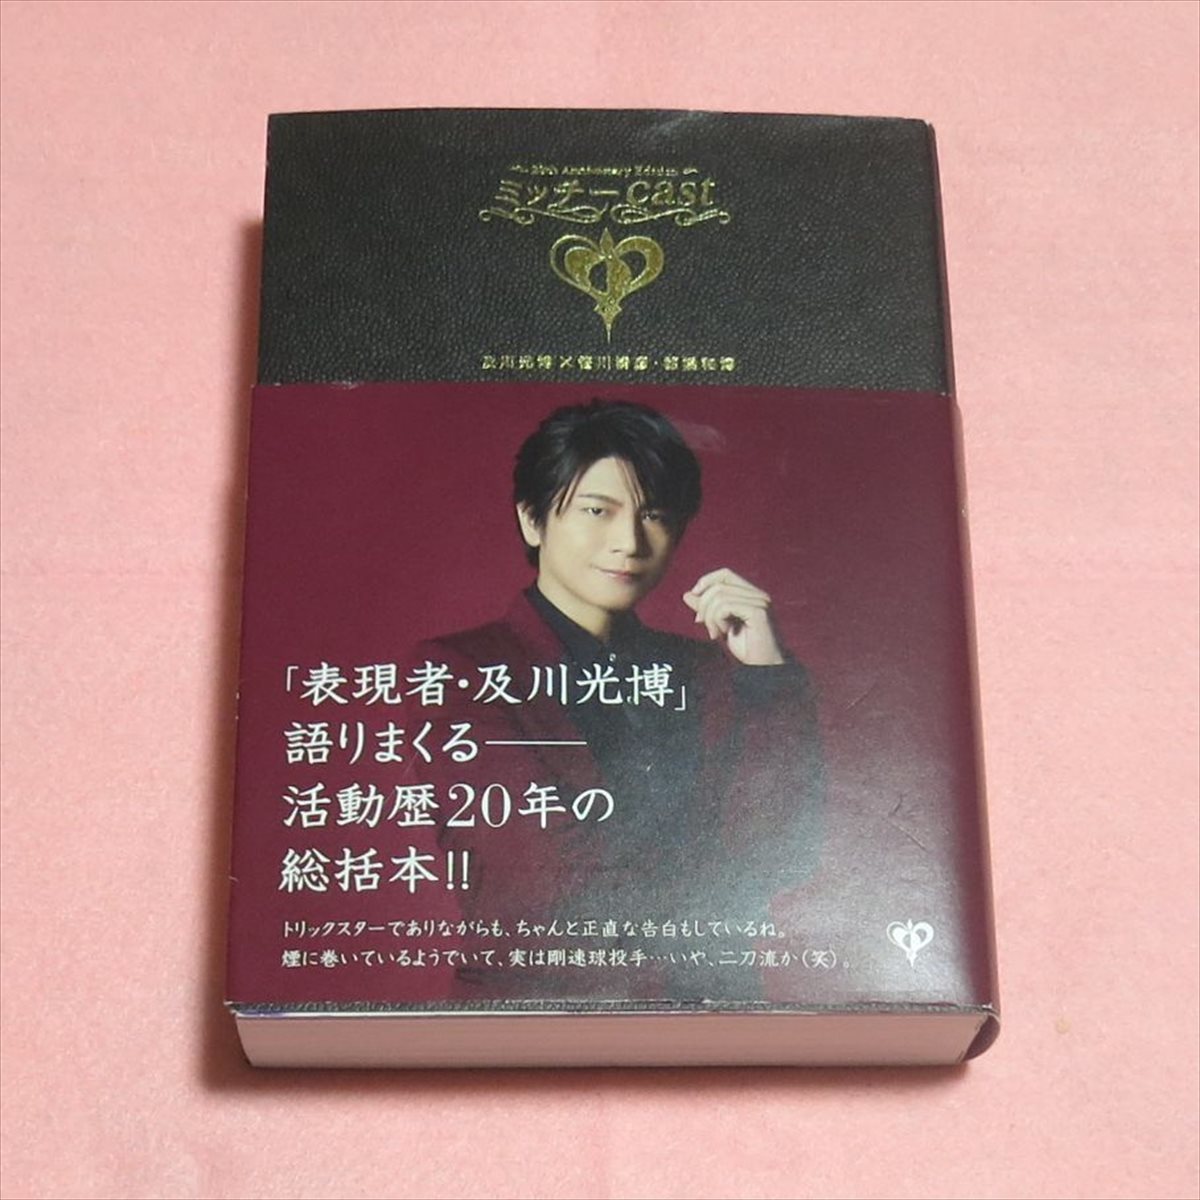 20th Anniversary Edition
ミッチーcast
「表現者・及川光博」
語りまくる――
活動歴20年の
総括本!!
トリックスターでありながらも、ちゃんと正直な告白もしているね。
煙に巻いているようでいて、実は剛速球投手…いや、二刀流か(笑)。